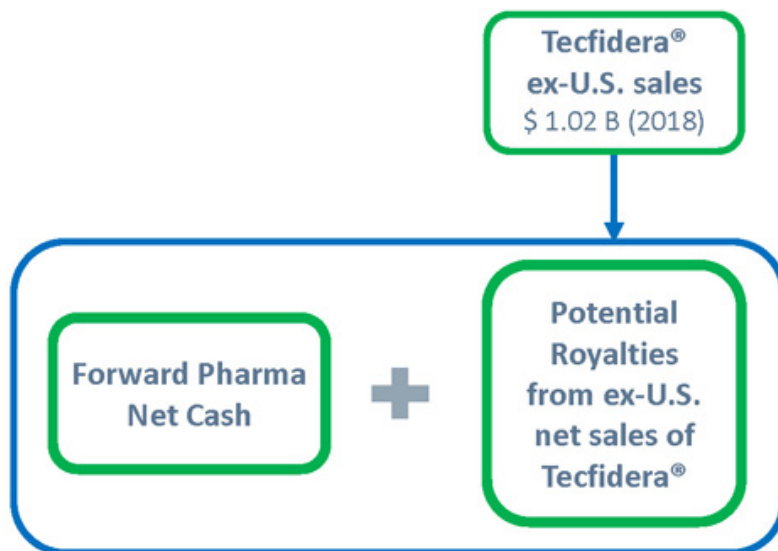 Tecfidera®
ex-U.S. sales
$ 1.02 B (2018)
Forward Pharma
Net Cash
Potential
Royalties
from ex-U.S.
net sales of
Tecfidera®